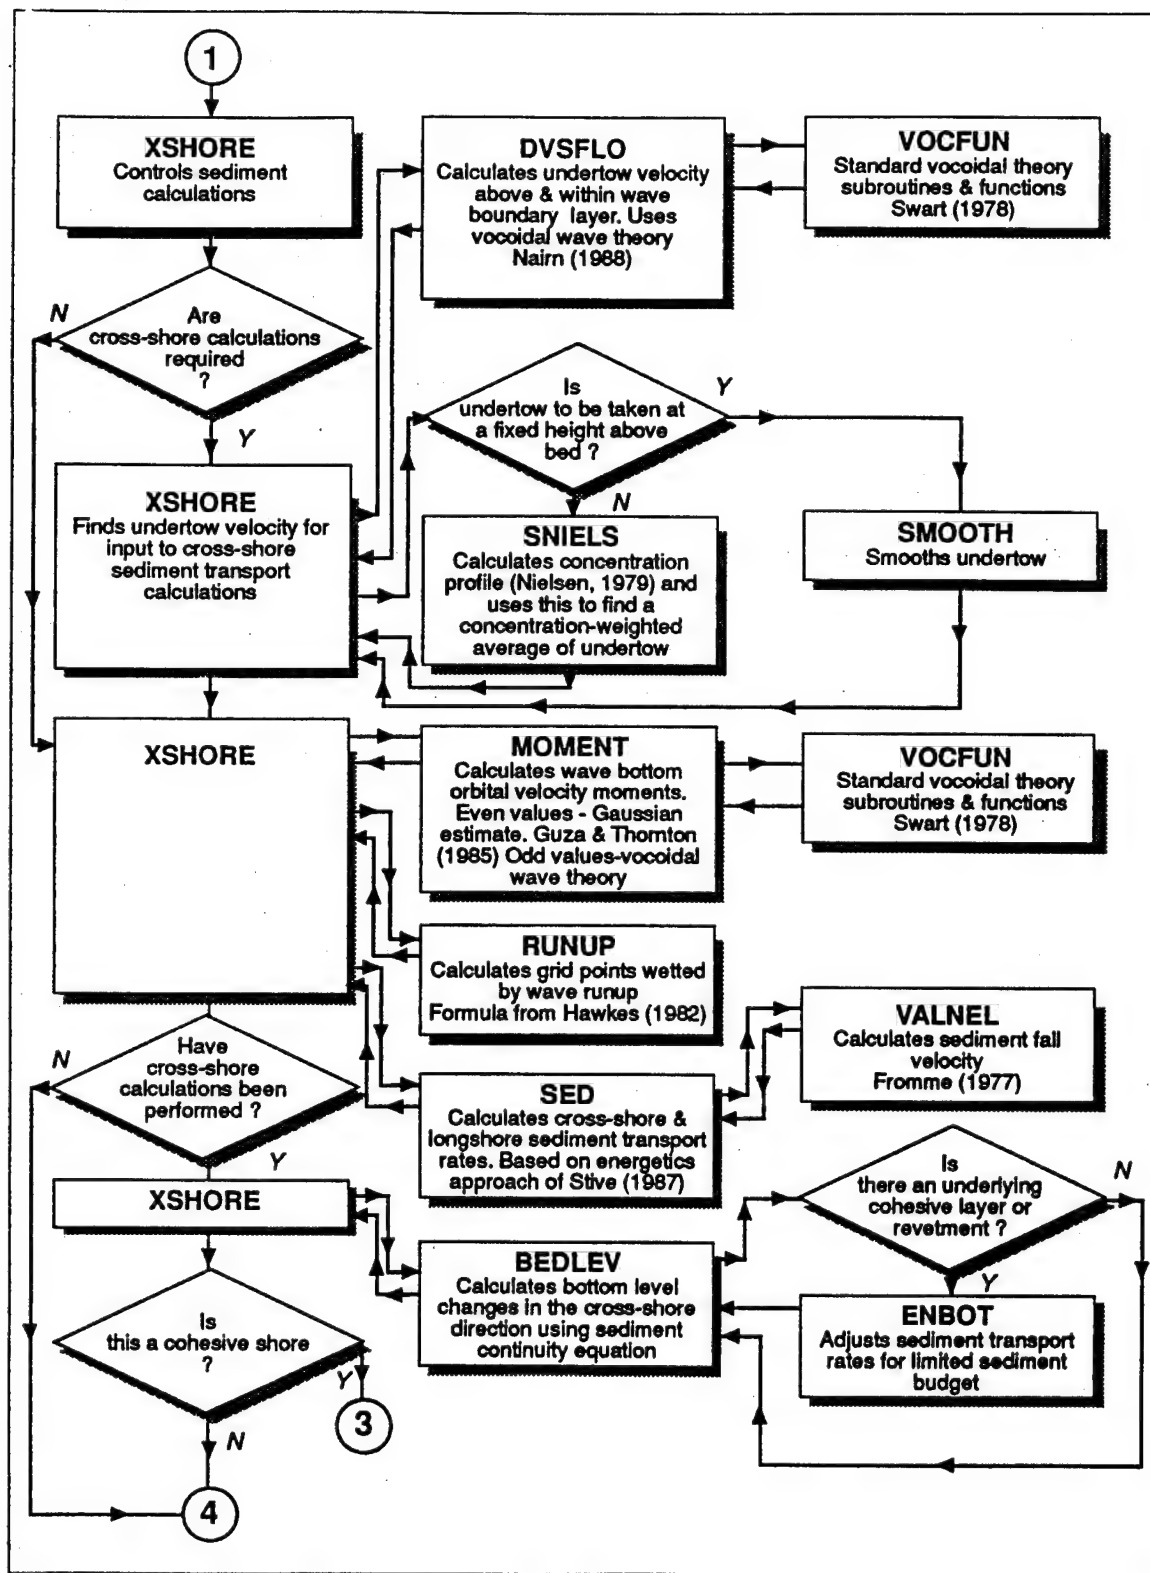 1
XSHORE
Controls sediment
calculations
DVSFLO
Calculates undertow velocity
above & within wave
boundary layer. Uses
vocoidal wave theory
Nairn (1988)
VOCFUN
Standard vocoidal theory
subroutines & functions
Swart (1978)
N
Are
cross-shore calculations
required
?
Y
Is
undertow to be taken at
a fixed height above
bed ?
Y
N
XSHORE
Finds undertow velocity for
input to cross-shore
sediment transport
calculations
SNIELS
Calculates concentration
profile (Nielsen, 1979) and
uses this to find a
concentration-weighted
average of undertow
SMOOTH
Smooths undertow
XSHORE
MOMENT
Calculates wave bottom
orbital velocity moments.
Even values - Gaussian
estimate. Guza & Thornton
(1985) Odd values-vocoidal
wave theory
VOCFUN
Standard vocoidal theory
subroutines & functions
Swart (1978)
RUNUP
Calculates grid points wetted
by wave runup
Formula from Hawkes (1982)
VALNEL
Calculates sediment fall
velocity
Fromme (1977)
N
Have
cross-shore
calculations been
performed ?
Y
SED
Calculates cross-shore &
longshore sediment transport
rates. Based on energetics
approach of Stive (1987)
Is
there an underlying
cohesive layer or
revetment ?
N
Y
XSHORE
BEDLEV
Calculates bottom level
changes in the cross-shore
direction using sediment
continuity equation
ENBOT
Adjusts sediment transport
rates for limited sediment
budget
Is
this a cohesive shore
?
Y
3
N
4